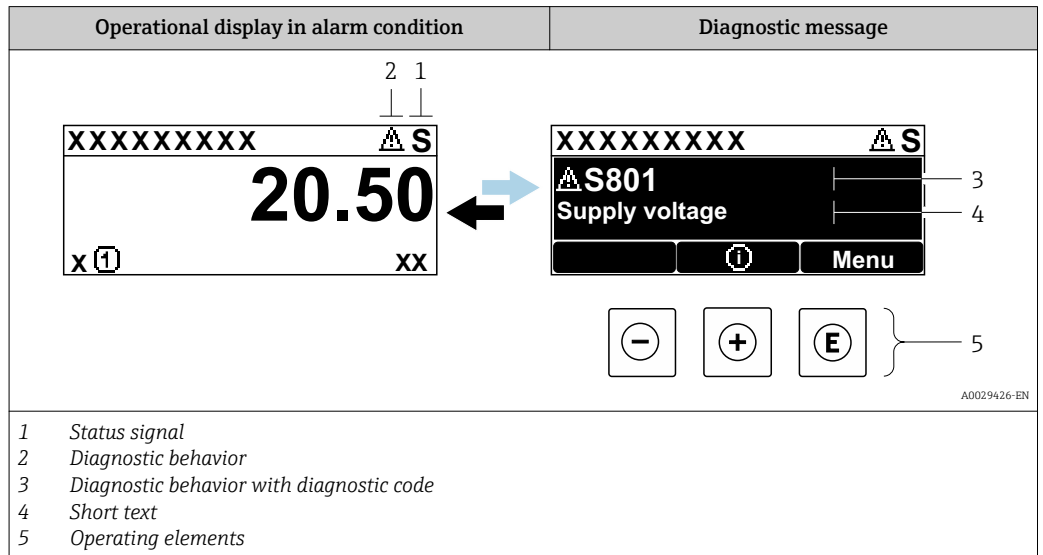 Operational display in alarm condition Diagnostic message
2 1
XXXXXXXXX ⚠ S XXXXXXXXX ⚠ S
20.50 ⚠S801 3
Supply voltage 4
x 1 xx i Menu
− + E 5
A0029426-EN
1 Status signal
2 Diagnostic behavior
3 Diagnostic behavior with diagnostic code
4 Short text
5 Operating elements